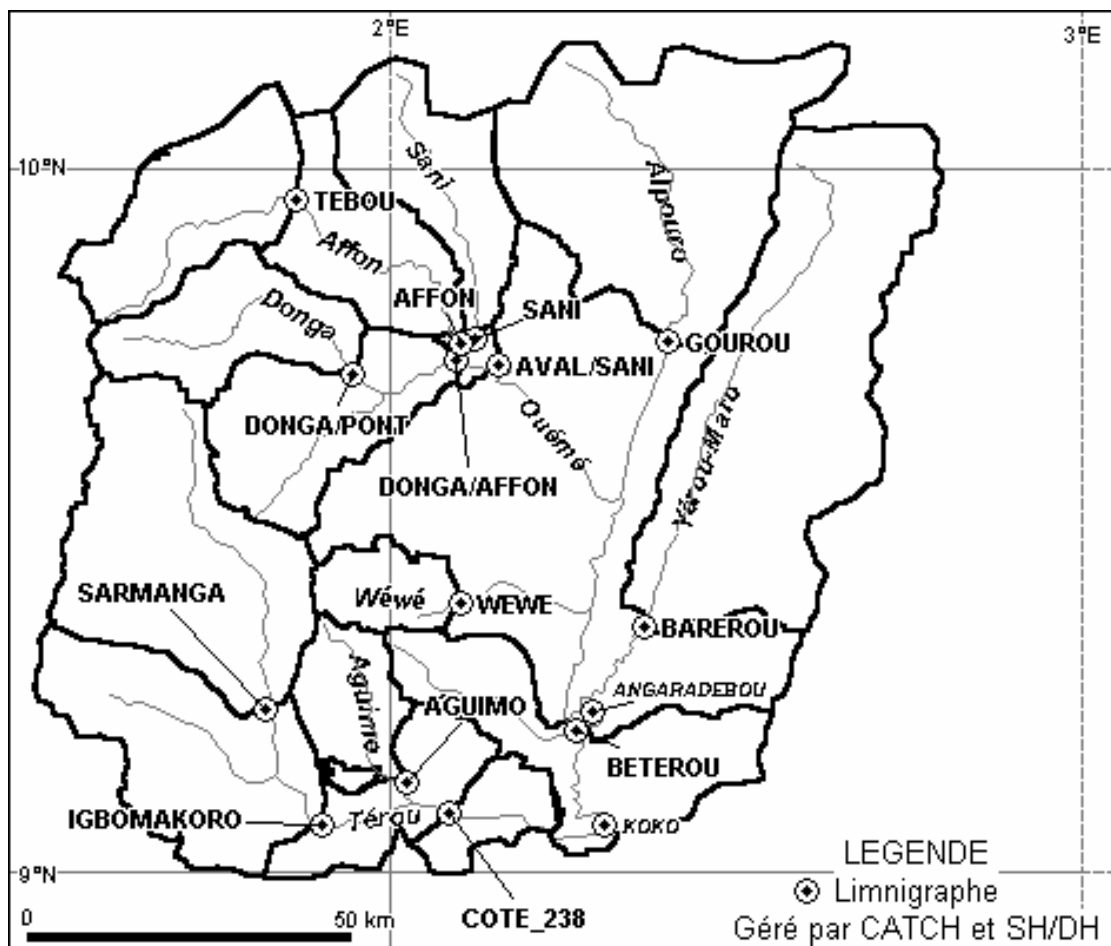 2°E
3°E
10°N
Sani
Alpouro
TEBOU
Affon
AFFON
SANI
Donga
GOUROU
AVAL/SANI
DONGA/PONT
Ouémé
Yarou-Maro
DONGA/AFFON
SARMANGA
Wéwé
WEWE
BAREROU
Aguimo
ANGARADEBOU
AGUIMO
BETEROU
IGBOMAKORO
Térou
KOKO
9°N
LEGENDE
Limnigraphe
0
50 km
COTE_238
Géré par CATCH et SH/DH